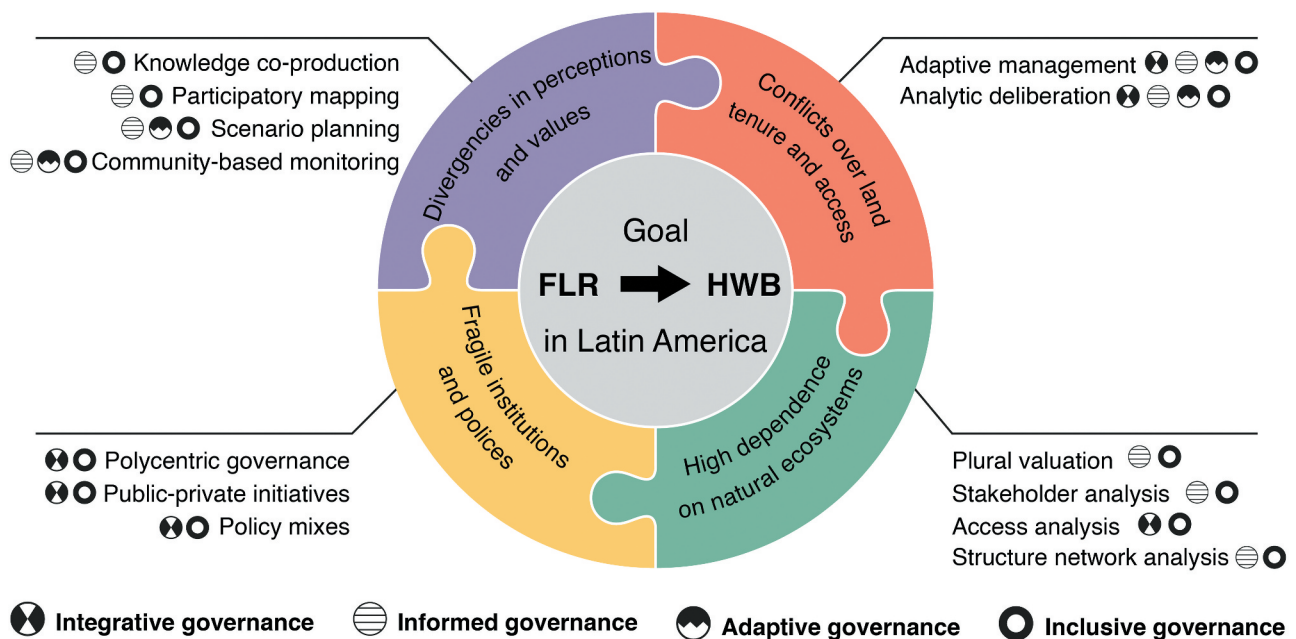 Knowledge co-production
Participatory mapping
Scenario planning
Community-based monitoring
Divergencies in perceptions
and values
Conflicts over land
tenure and access
Adaptive management
Analytic deliberation
Goal
FLR HWB
in Latin America
Fragile institutions
and polices
High dependence
on natural ecosystems
Polycentric governance
Public-private initiatives
Policy mixes
Plural valuation
Stakeholder analysis
Access analysis
Structure network analysis
Integrative governance Informed governance Adaptive governance Inclusive governance